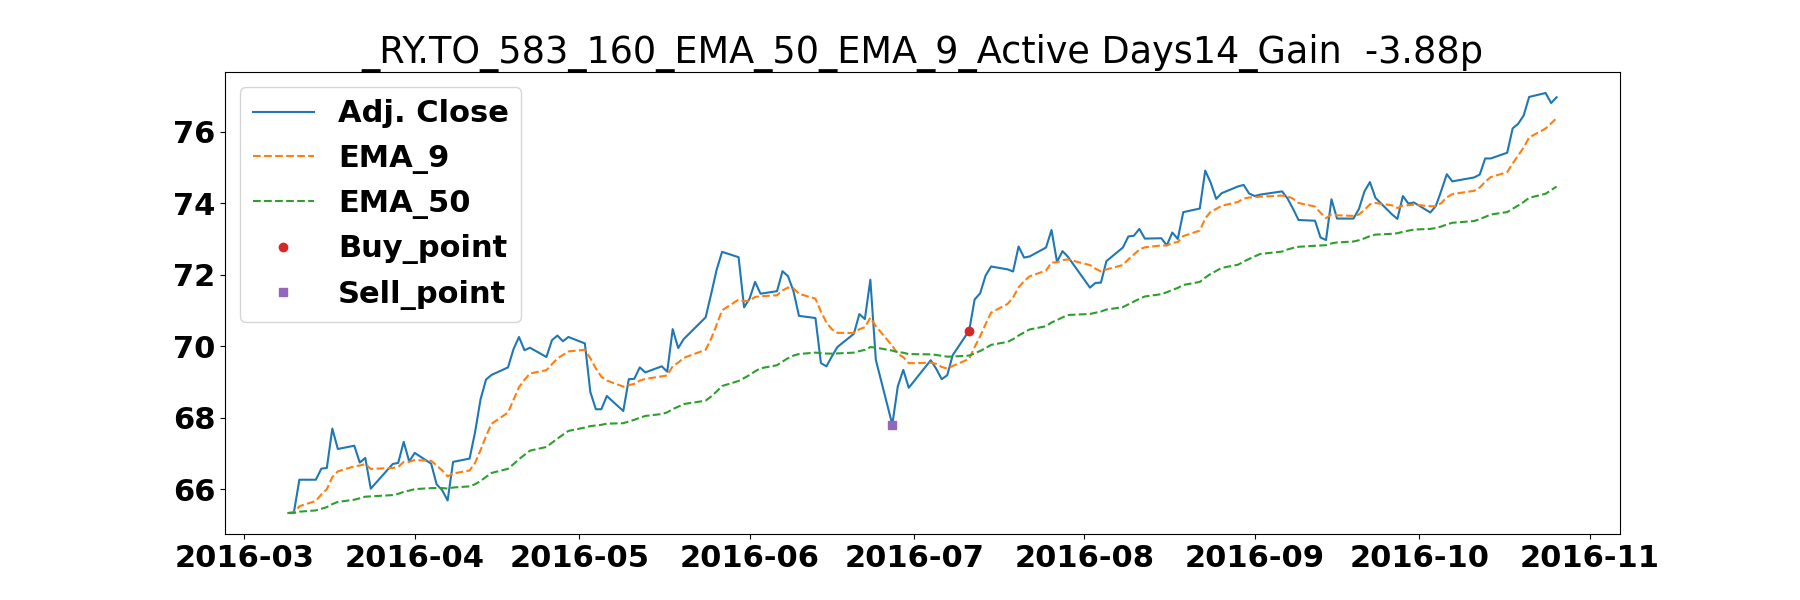 _RY.TO_583_160_EMA_50_EMA_9_Active Days14_Gain  -3.88p
Adj. Close
EMA_9
EMA_50
Buy_point
Sell_point
76
74
72
70
68
66
2016-03 2016-04 2016-05 2016-06 2016-07 2016-08 2016-09 2016-10 2016-11